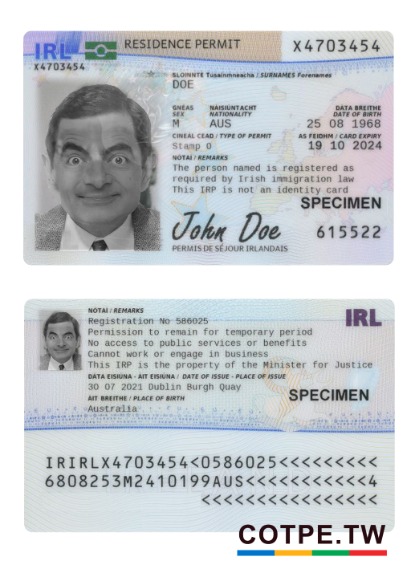 IRL
RESIDENCE PERMIT
X4703454
X4703454
SLOINNTE Tusainmneacha / SURNAMES Forenames
DOE
GNÉAS NÁISIÚNTACHT DATA BREITHE
SEX NATIONALITY DATE OF BIRTH
M AUS 25 08 1968
CINEÁL CEAD / TYPE OF PERMIT AS FEIDHM / CARD EXPIRY
Stamp 0 19 10 2024
NÓTAÍ / REMARKS
The person named is registered as
required by Irish immigration law
This IRP is not an identity card
SPECIMEN
John Doe
615522
PERMIS DE SÉJOUR IRLANDAIS
NÓTAÍ / REMARKS
IRL
Registration No 586025
Permission to remain for temporary period
No access to public services or benefits
Cannot work or engage in business
This IRP is the property of the Minister for Justice
DÁTA EISIÚNA - ÁIT EISIÚNA / DATE OF ISSUE - PLACE OF ISSUE
30 07 2021 Dublin Burgh Quay
SPECIMEN
ÁIT BREITHE / PLACE OF BIRTH
Australia
IRIRLX4703454<0586025<<<<<<<<<
6808253M2410199AUS<<<<<<<<<<<4
<<<<<<<<<<<<<<<<
COTPE.TW